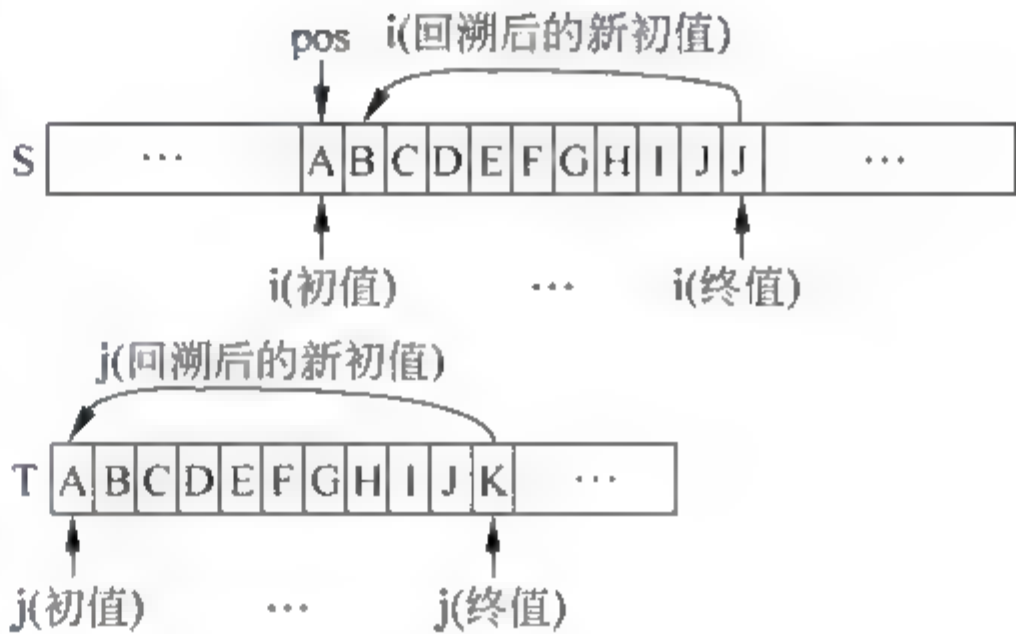 pos i(回溯后的新初值)
S ··· A B C D E F G H I J J ···
i(初值) ··· i(终值)
j(回溯后的新初值)
T A B C D E F G H I J K ···
j(初值) ··· j(终值)